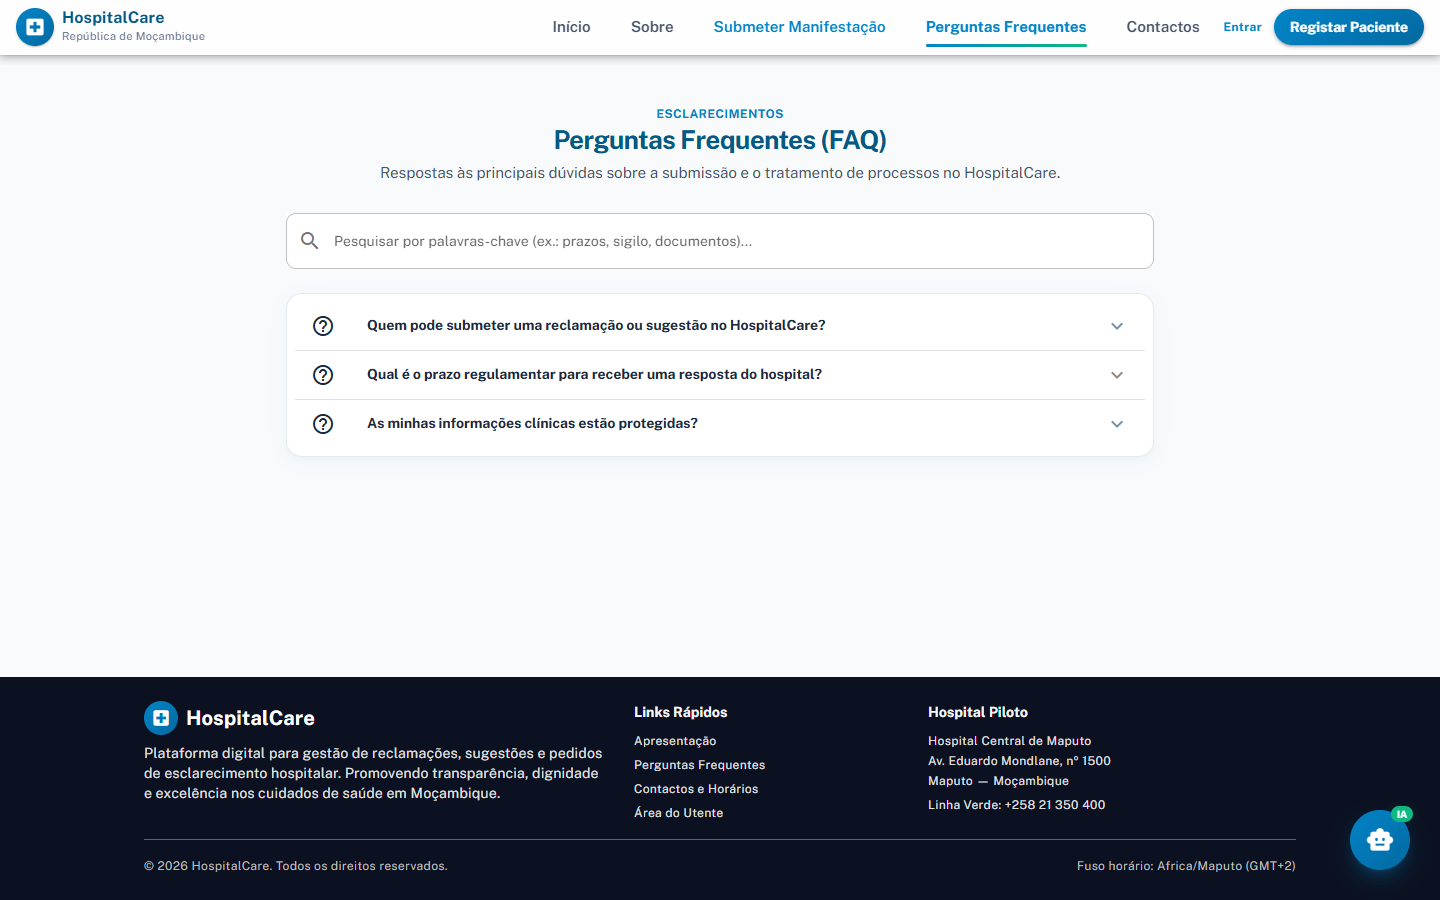 HospitalCare
República de Moçambique
Início
Sobre
Submeter Manifestação
Perguntas Frequentes
Contactos
Entrar
Registar Paciente
ESCLARECIMENTOS
Perguntas Frequentes (FAQ)
Respostas às principais dúvidas sobre a submissão e o tratamento de processos no HospitalCare.
Pesquisar por palavras-chave (ex.: prazos, sigilo, documentos)...
Quem pode submeter uma reclamação ou sugestão no HospitalCare?
Qual é o prazo regulamentar para receber uma resposta do hospital?
As minhas informações clínicas estão protegidas?
HospitalCare
Plataforma digital para gestão de reclamações, sugestões e pedidos
de esclarecimento hospitalar. Promovendo transparência, dignidade
e excelência nos cuidados de saúde em Moçambique.
Links Rápidos
Apresentação
Perguntas Frequentes
Contactos e Horários
Área do Utente
Hospital Piloto
Hospital Central de Maputo
Av. Eduardo Mondlane, nº 1500
Maputo — Moçambique
Linha Verde: +258 21 350 400
IA
© 2026 HospitalCare. Todos os direitos reservados.
Fuso horário: Africa/Maputo (GMT+2)